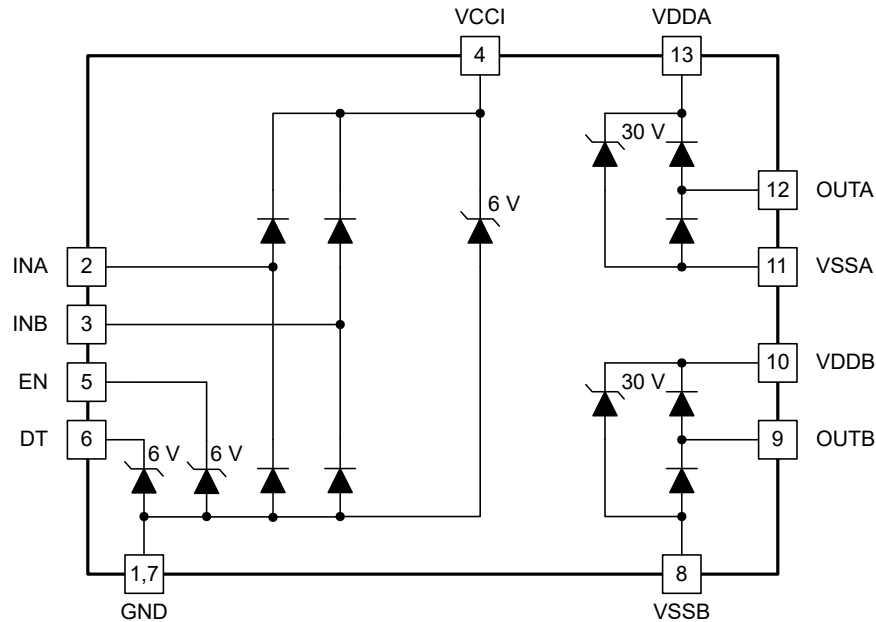 VCCI
VDDA
4
13
30 V
6 V
12 OUTA
INA 2
11 VSSA
INB 3
10 VDDB
EN 5
30 V
DT 6
9 OUTB
6 V
6 V
1,7
8
GND
VSSB